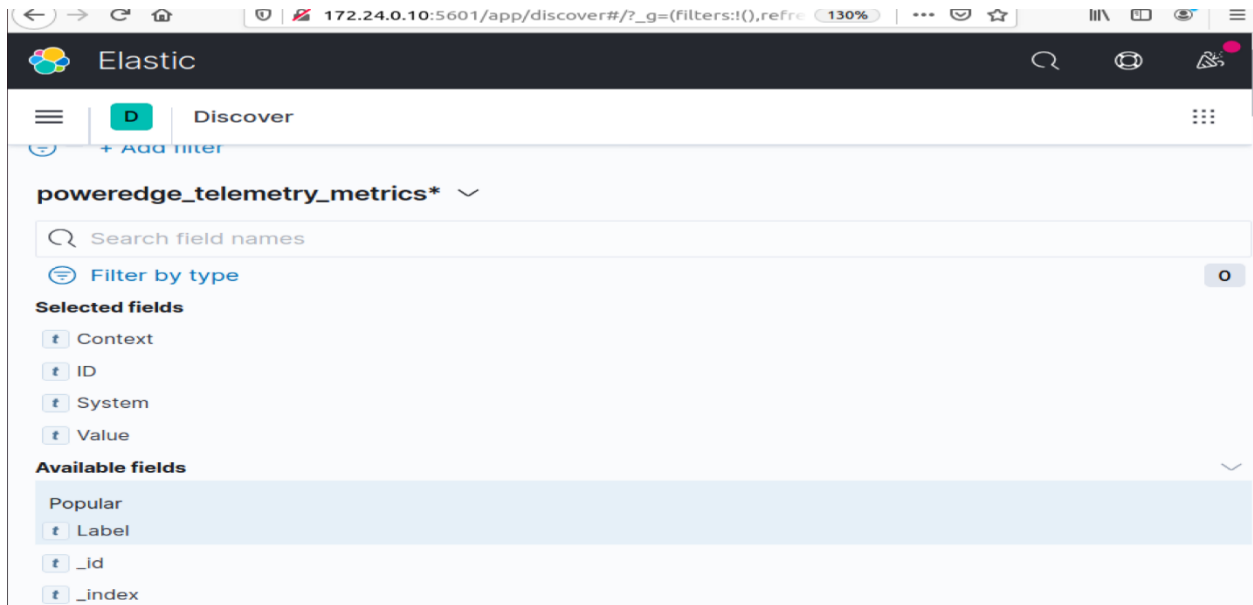 172.24.0.10:5601/app/discover#/?_g=(filters:!(),refre 130%
Elastic
D Discover
+ Add filter
poweredge_telemetry_metrics*
Search field names
Filter by type 0
Selected fields
t Context
t ID
t System
t Value
Available fields
Popular
t Label
t _id
t _index